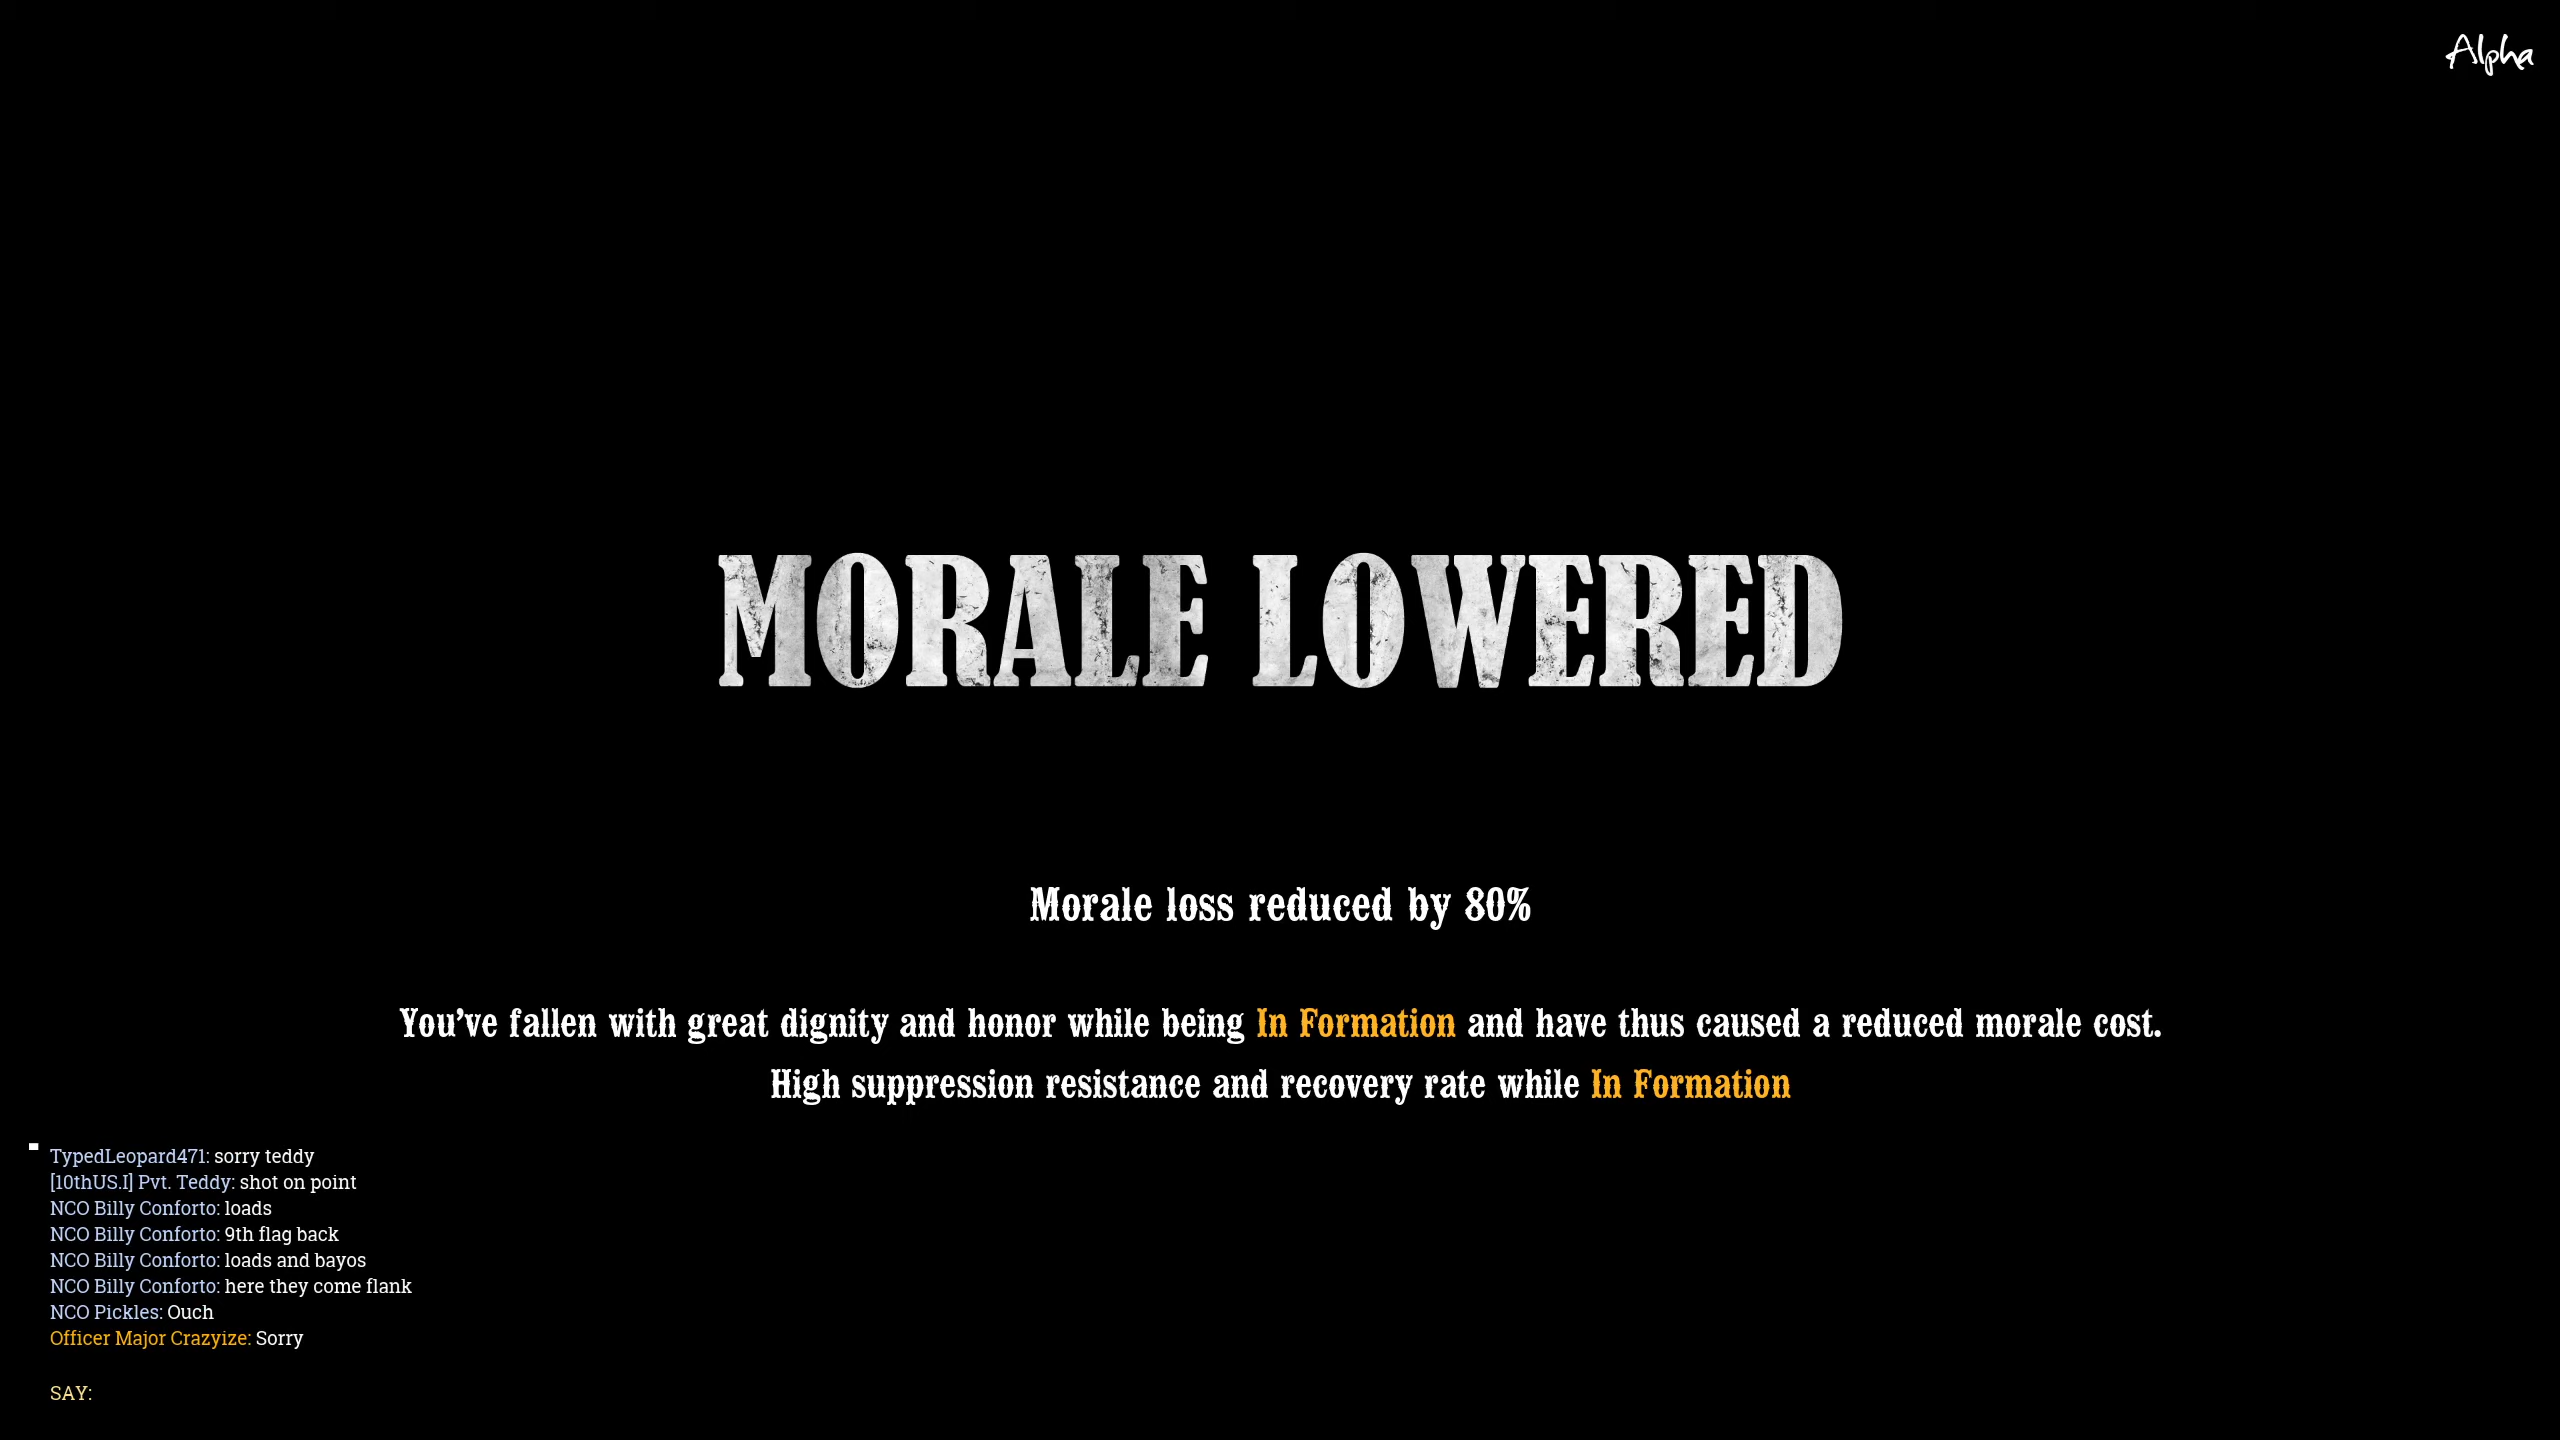 Alpha
MORALE LOWERED
Morale loss reduced by 80%
You've fallen with great dignity and honor while being In Formation and have thus caused a reduced morale cost.
High suppression resistance and recovery rate while In Formation
TypedLeopard471: sorry teddy
[10thUS.I] Pvt. Teddy: shot on point
NCO Billy Conforto: loads
NCO Billy Conforto: 9th flag back
NCO Billy Conforto: loads and bayos
NCO Billy Conforto: here they come flank
NCO Pickles: Ouch
Officer Major Crazyize: Sorry
SAY: